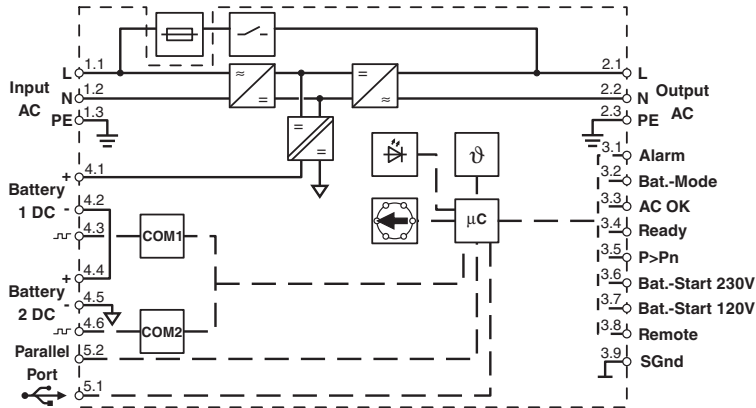 Input
AC
L 1.1
N 1.2
PE 1.3
≈
=
=
≈
=
=
2.1 L
2.2 N
2.3 PE
Output
AC
+ 4.1
Battery
1 DC
- 4.2
4.3
COM1
+ 4.4
Battery
2 DC
- 4.5
4.6
COM2
Parallel 5.2
Port
5.1
ϑ
µC
3.1 Alarm
3.2 Bat.-Mode
3.3 AC OK
3.4 Ready
3.5 P>Pn
3.6 Bat.-Start 230V
3.7 Bat.-Start 120V
3.8 Remote
3.9 SGnd